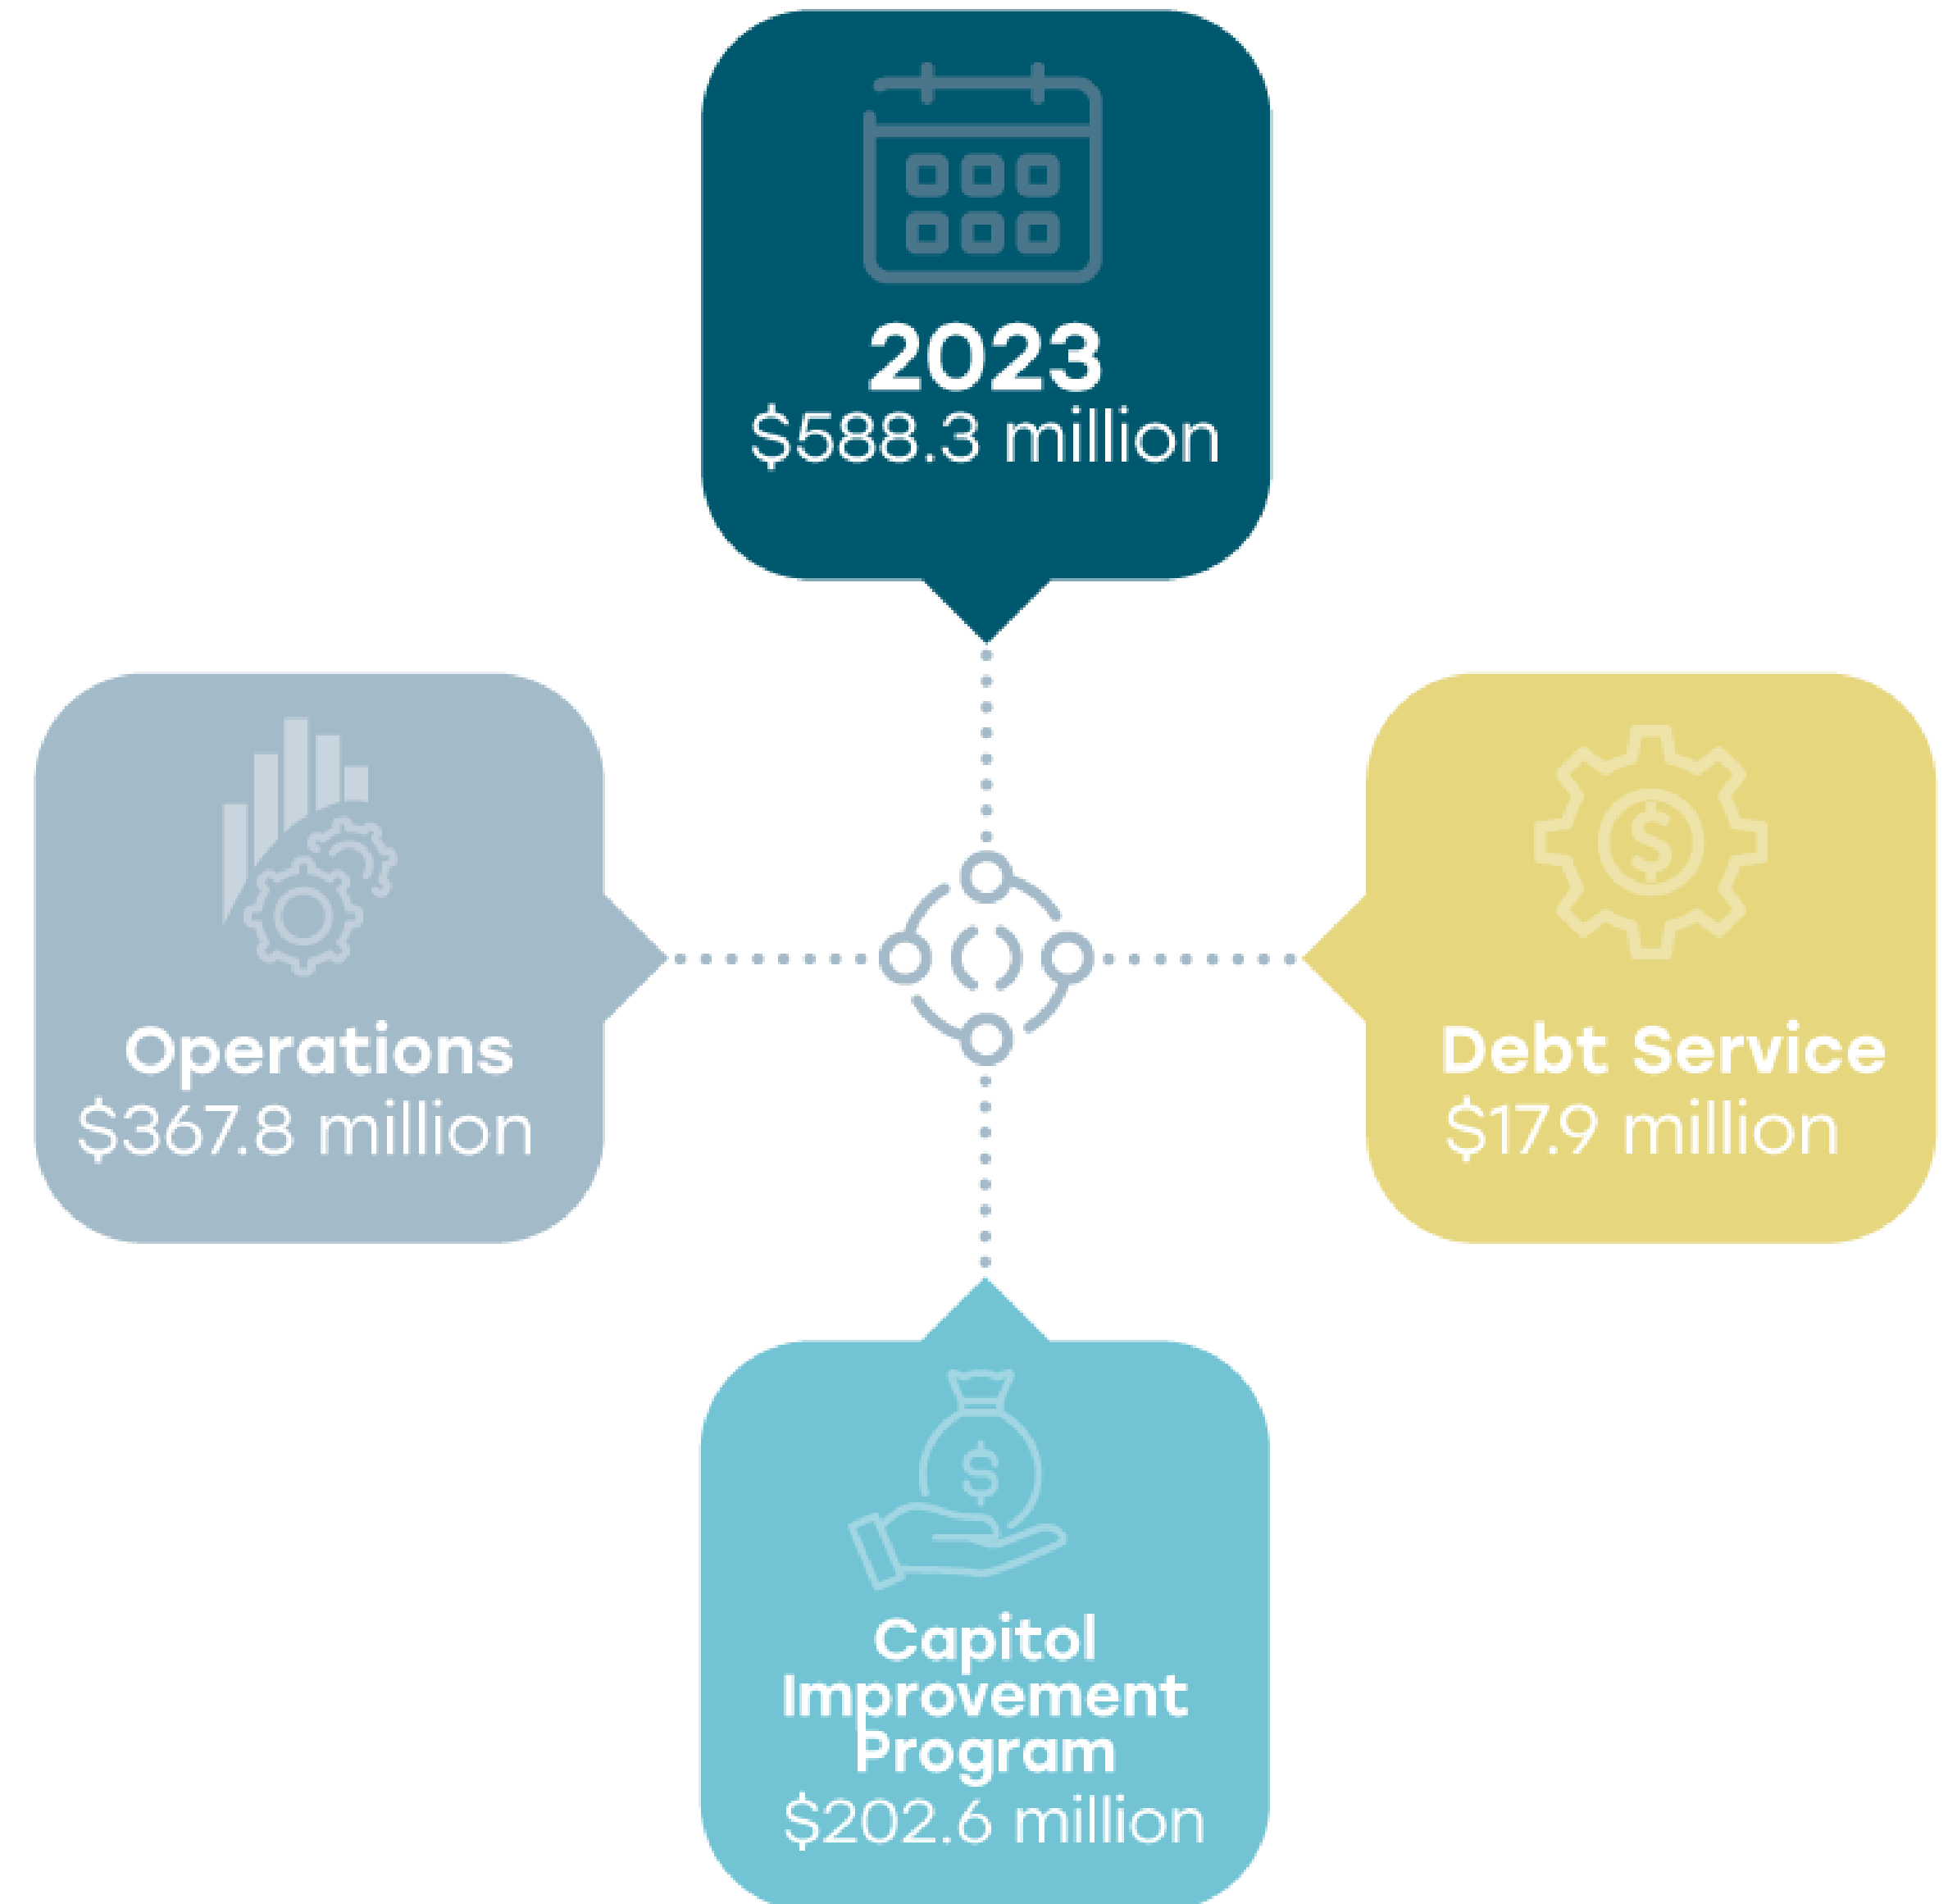 2023
$588.3 million
Operations
$367.8 million
Debt Service
$17.9 million
Capitol
Improvement
Program
$202.6 million